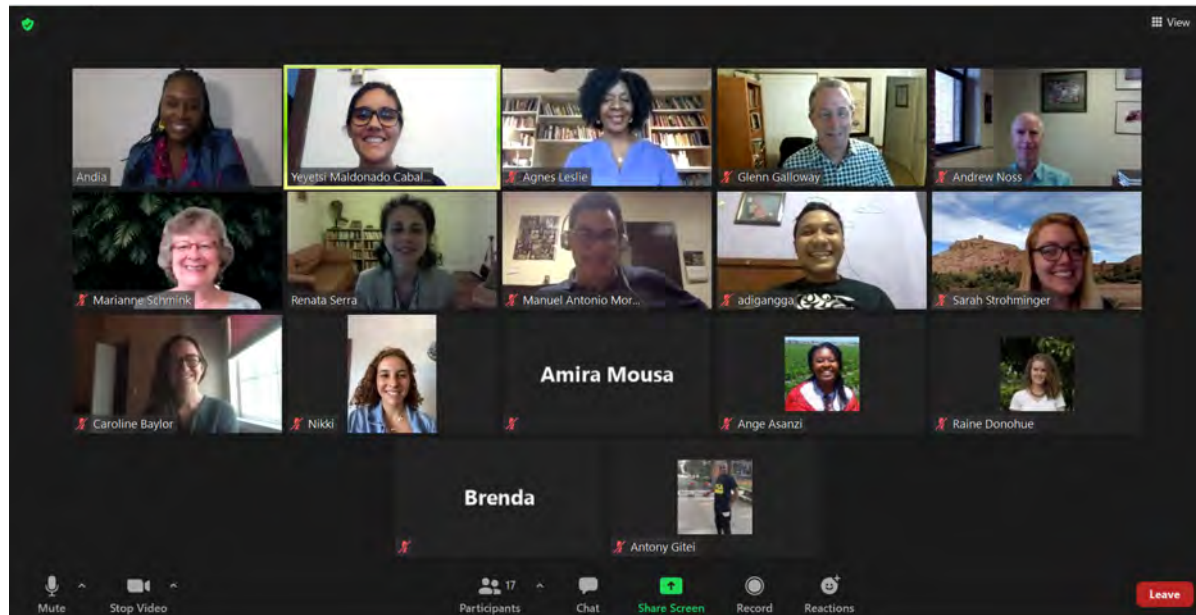 View
Andia
Yeyetsi Maldonado Cabal...
Agnes Leslie
Glenn Galloway
Andrew Noss
Marianne Schmink
Renata Serra
Manuel Antonio Mor...
adigangga
Sarah Strohminger
Caroline Baylor
Nikki
Amira Mousa
Ange Asanzi
Raine Donohue
Brenda
Antony Gitei
Mute
Stop Video
Participants
17
Chat
Share Screen
Record
Reactions
Leave